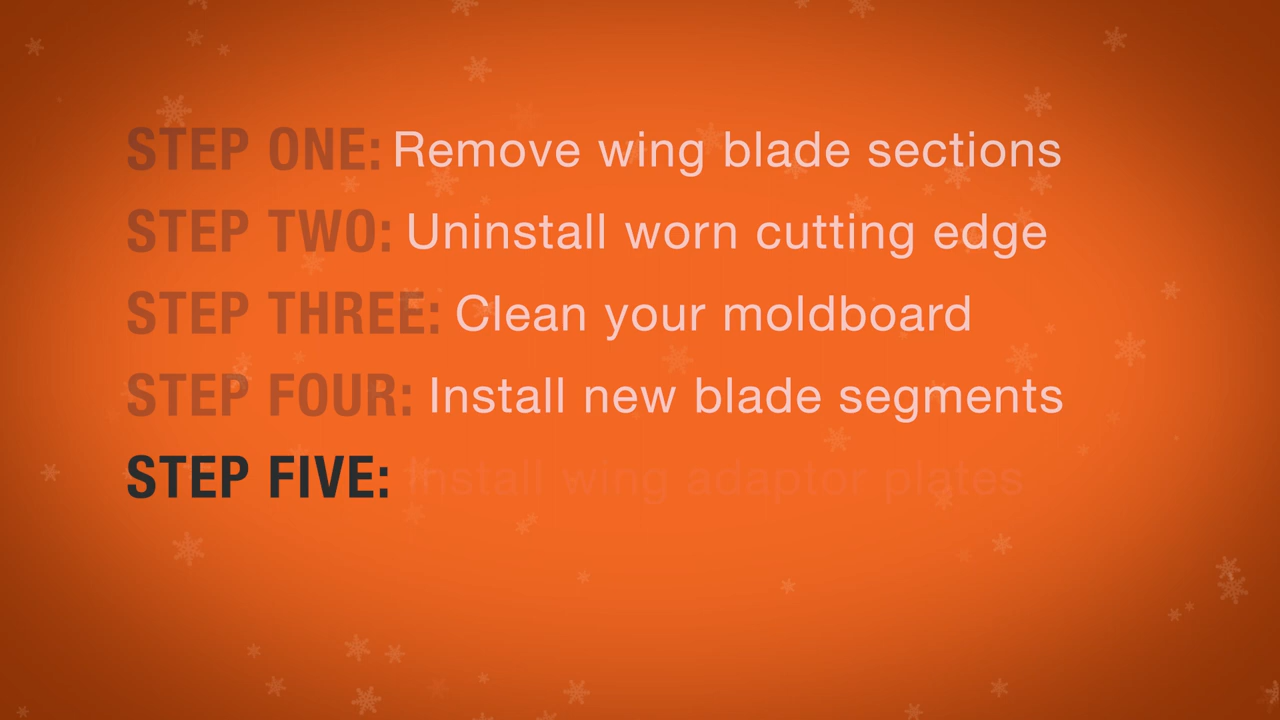 STEP ONE: Remove wing blade sections
STEP TWO: Uninstall worn cutting edge
STEP THREE: Clean your moldboard
STEP FOUR: Install new blade segments
STEP FIVE: Install wing adaptor plates